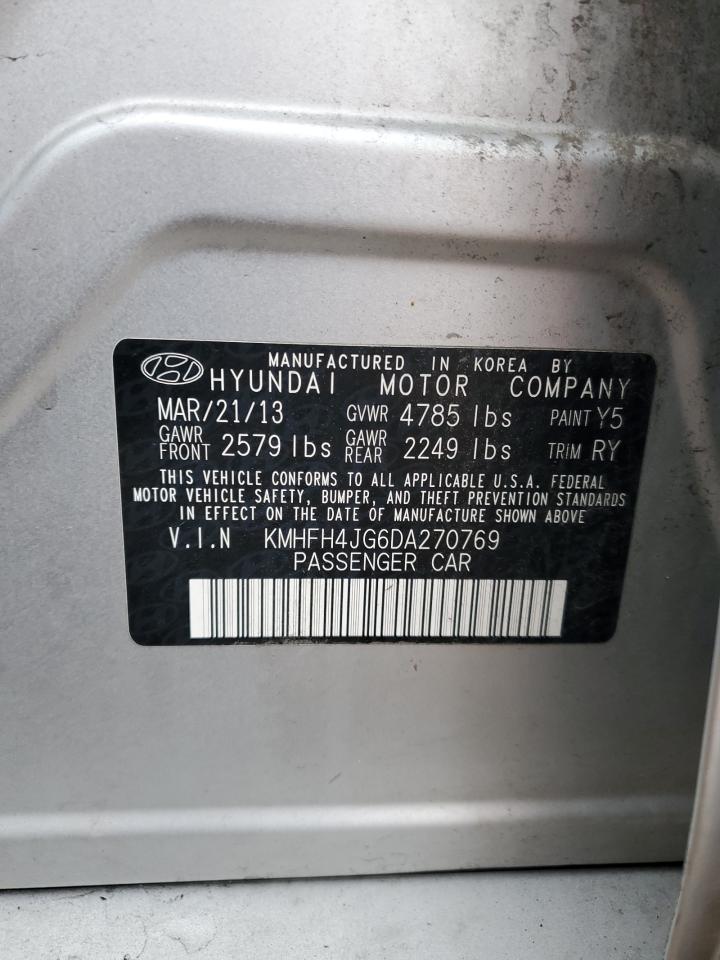 MANUFACTURED IN KOREA BY
HYUNDAI MOTOR COMPANY
MAR/21/13 GVWR 4785 lbs PAINT Y5
GAWR FRONT 2579 lbs GAWR REAR 2249 lbs TRIM RY
THIS VEHICLE CONFORMS TO ALL APPLICABLE U.S.A. FEDERAL
MOTOR VEHICLE SAFETY, BUMPER, AND THEFT PREVENTION STANDARDS
IN EFFECT ON THE DATE OF MANUFACTURE SHOWN ABOVE
V.I.N KMHFH4JG6DA270769
PASSENGER CAR